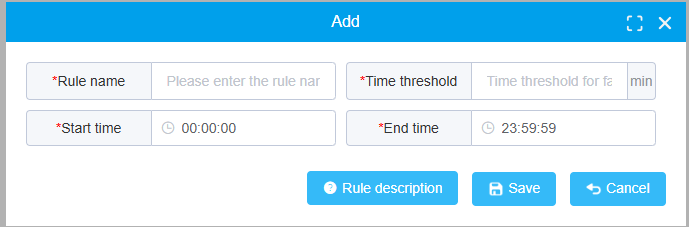 Add
*Rule name Please enter the rule nar *Time threshold Time threshold for fa min
*Start time 00:00:00 *End time 23:59:59
Rule description Save Cancel